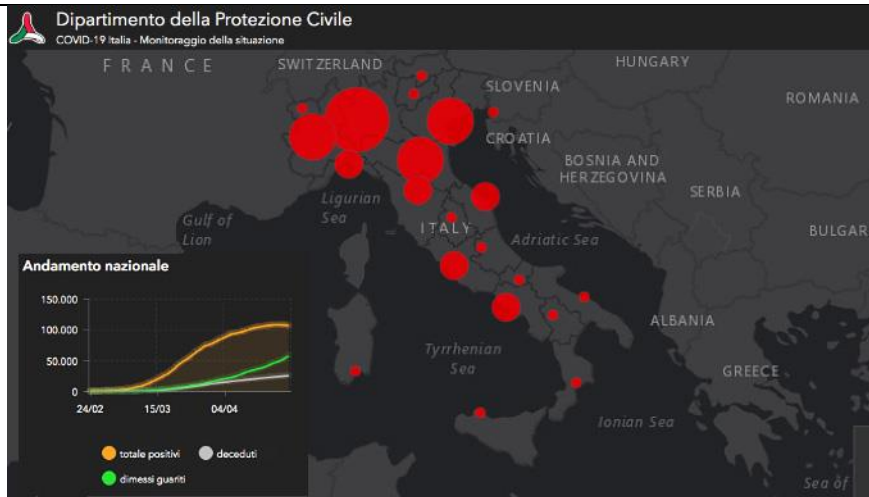 Dipartimento della Protezione Civile
COVID-19 Italia - Monitoraggio della situazione
FRANCE
SWITZERLAND
HUNGARY
SLOVENIA
ROMANIA
CROATIA
BOSNIA AND
HERZEGOVINA
SERBIA
Ligurian
Sea
Gulf of
Lion
ITALY
Adriatic Sea
BULGAR
ALBANIA
Tyrrhenian
Sea
GREECE
Ionian Sea
Sea of
Andamento nazionale
150.000
100.000
50.000
0
24/02 15/03 04/04
totale positivi deceduti
dimessi guariti